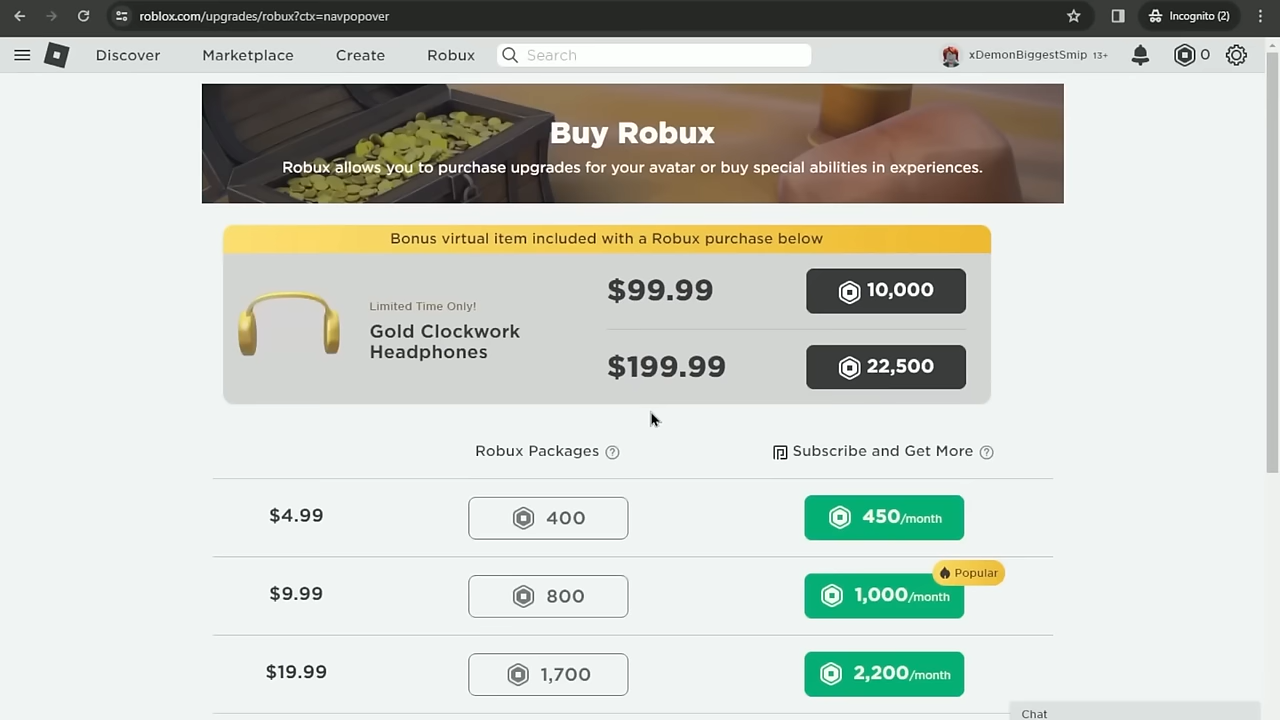 roblox.com/upgrades/robux?ctx=navpopover
Incognito (2)
Discover
Marketplace
Create
Robux
Search
xDemonBiggestSmip 13+
0
Buy Robux
Robux allows you to purchase upgrades for your avatar or buy special abilities in experiences.
Bonus virtual item included with a Robux purchase below
Limited Time Only!
Gold Clockwork
Headphones
$99.99
10,000
$199.99
22,500
Robux Packages
Subscribe and Get More
$4.99
400
450/month
Popular
$9.99
800
1,000/month
$19.99
1,700
2,200/month
Chat